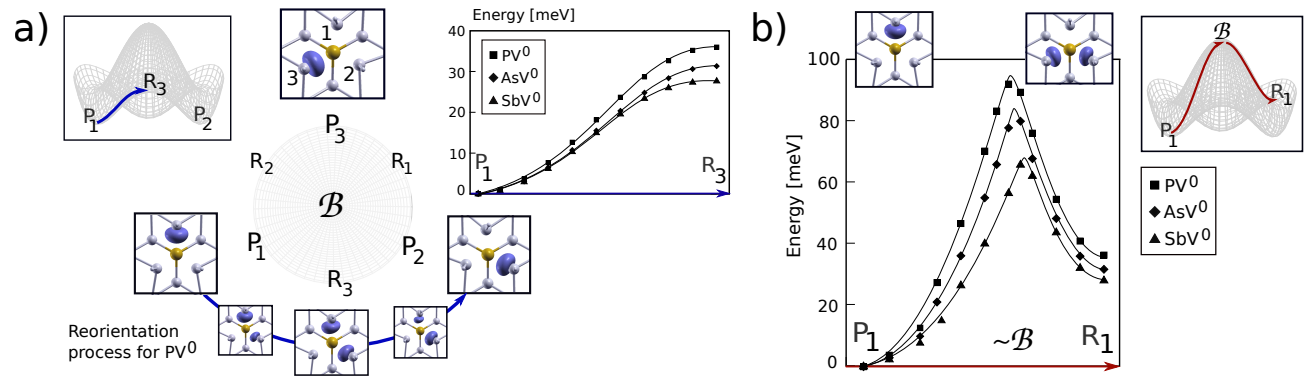 a)
R3
P1
P2
1
3
2
P3
R2
R1
ℬ
P1
P2
R3
Reorientation
process for PV0
Energy [meV]
40
30
20
10
0
PV0
AsV0
SbV0
P1
R3
b)
100
80
60
40
20
0
Energy [meV]
P1
~ℬ
R1
ℬ
R1
P1
PV0
AsV0
SbV0